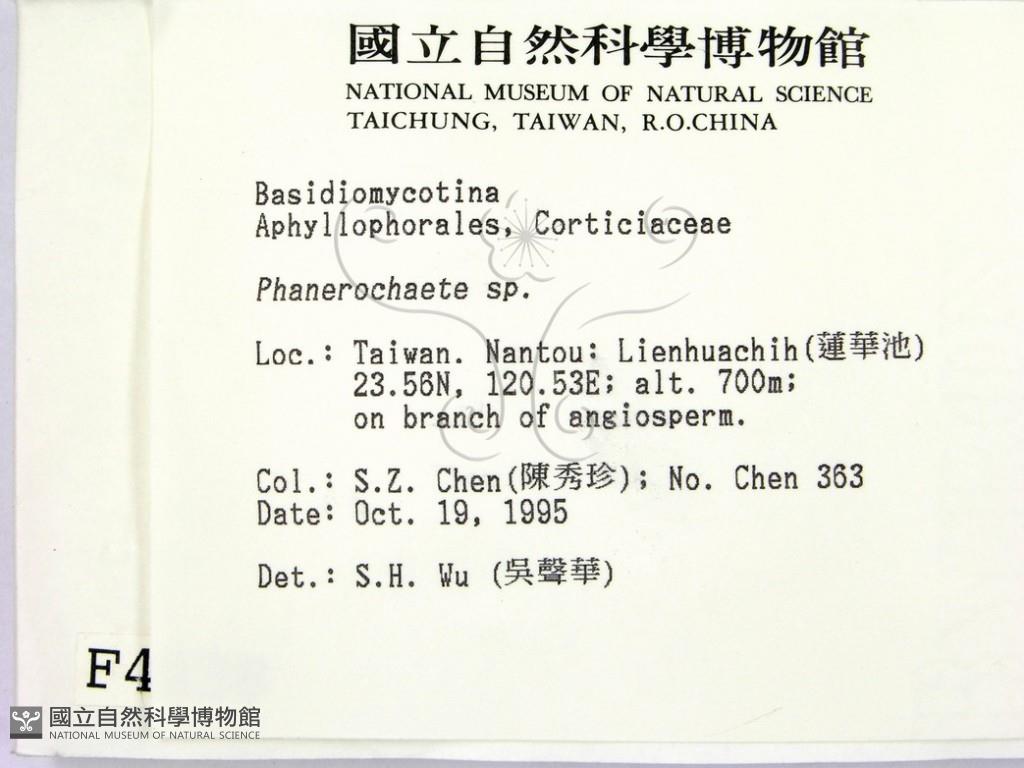 國立自然科學博物館
NATIONAL MUSEUM OF NATURAL SCIENCE
TAICHUNG, TAIWAN, R.O.CHINA
Basidiomycotina
Aphyllophorales, Corticiaceae
Phanerochaete sp.
Loc.: Taiwan. Nantou: Lienhuachih(蓮華池)
23.56N, 120.53E; alt. 700m;
on branch of angiosperm.
Col.: S.Z. Chen(陳秀珍); No. Chen 363
Date: Oct. 19, 1995
Det.: S.H. Wu (吳聲華)
F4
國立自然科學博物館
NATIONAL MUSEUM OF NATURAL SCIENCE